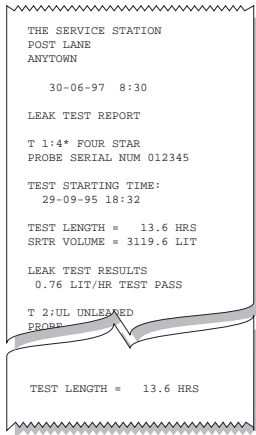 THE SERVICE STATION
POST LANE
ANYTOWN
30-06-97 8:30
LEAK TEST REPORT
T 1:4* FOUR STAR
PROBE SERIAL NUM 012345
TEST STARTING TIME:
29-09-95 18:32
TEST LENGTH = 13.6 HRS
SRTR VOLUME = 3119.6 LIT
LEAK TEST RESULTS
0.76 LIT/HR TEST PASS
T 2;UL UNLEADED
PROBE
TEST LENGTH = 13.6 HRS